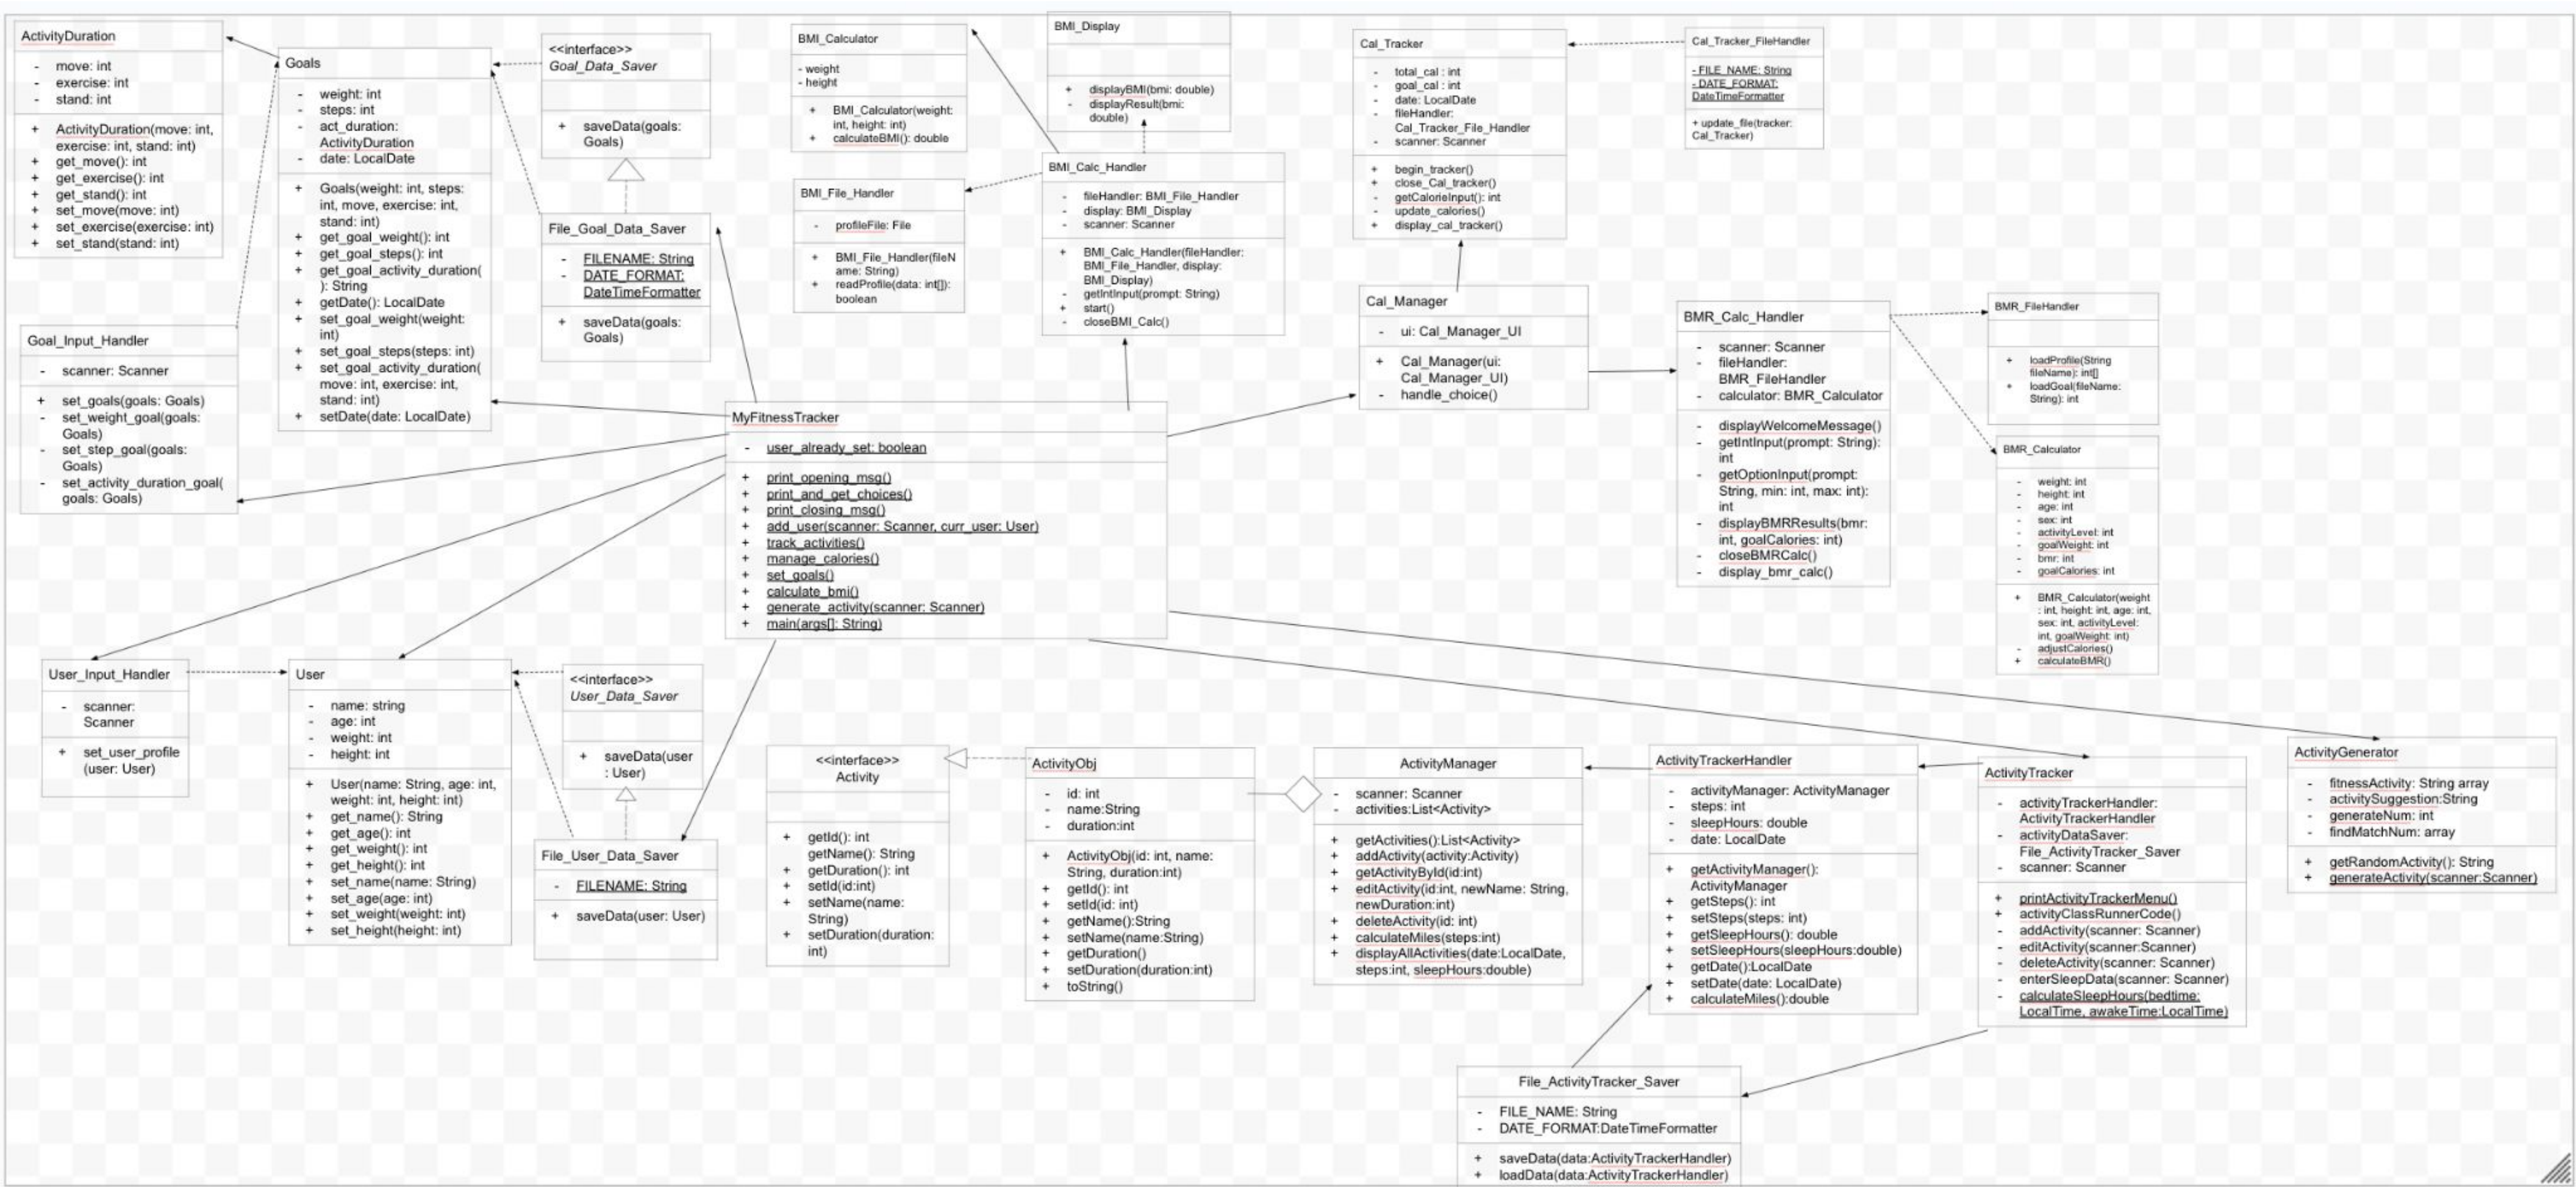 ActivityDuration
- move: int
- exercise: int
- stand: int
+ ActivityDuration(move: int,
exercise: int, stand: int)
+ get_move(): int
+ get_exercise(): int
+ get_stand(): int
+ set_move(move: int)
+ set_exercise(exercise: int)
+ set_stand(stand: int)
Goals
- weight: int
- steps: int
- act_duration:
ActivityDuration
- date: LocalDate
+ Goals(weight: int, steps:
int, move, exercise: int,
stand: int)
+ get_goal_weight(): int
+ get_goal_steps(): int
+ get_goal_activity_duration(
): String
+ getDate(): LocalDate
+ set_goal_weight(weight:
int)
+ set_goal_steps(steps: int)
+ set_goal_activity_duration(
move: int, exercise: int,
stand: int)
+ setDate(date: LocalDate)
<<interface>>
Goal_Data_Saver
+ saveData(goals:
Goals)
File_Goal_Data_Saver
- FILENAME: String
- DATE_FORMAT:
DateTimeFormatter
+ saveData(goals:
Goals)
Goal_Input_Handler
- scanner: Scanner
+ set_goals(goals: Goals)
- set_weight_goal(goals:
Goals)
- set_step_goal(goals:
Goals)
- set_activity_duration_goal(
goals: Goals)
BMI_Calculator
- weight
- height
+ BMI_Calculator(weight:
int, height: int)
+ calculateBMI(): double
BMI_Display
+ displayBMI(bmi: double)
- displayResult(bmi:
double)
BMI_File_Handler
- profileFile: File
+ BMI_File_Handler(fileN
ame: String)
+ readProfile(data: int[]):
boolean
BMI_Calc_Handler
- fileHandler: BMI_File_Handler
- display: BMI_Display
- scanner: Scanner
+ BMI_Calc_Handler(fileHandler:
BMI_File_Handler, display:
BMI_Display)
- getIntInput(prompt: String)
+ start()
- closeBMI_Calc()
Cal_Tracker
- total_cal : int
- goal_cal : int
- date: LocalDate
- fileHandler:
Cal_Tracker_File_Handler
- scanner: Scanner
+ begin_tracker()
+ close_Cal_tracker()
- getCalorieInput(): int
- update_calories()
+ display_cal_tracker()
Cal_Tracker_FileHandler
- FILE_NAME: String
- DATE_FORMAT:
DateTimeFormatter
+ update_file(tracker:
Cal_Tracker)
Cal_Manager
- ui: Cal_Manager_UI
+ Cal_Manager(ui:
Cal_Manager_UI)
- handle_choice()
BMR_Calc_Handler
- scanner: Scanner
- fileHandler:
BMR_FileHandler
- calculator: BMR_Calculator
- displayWelcomeMessage()
- getIntInput(prompt: String):
int
- getOptionInput(prompt:
String, min: int, max: int):
int
- displayBMRResults(bmr:
int, goalCalories: int)
- closeBMRCalc()
- display_bmr_calc()
BMR_FileHandler
+ loadProfile(String
fileName): int[]
+ loadGoal(fileName:
String): int
BMR_Calculator
- weight: int
- height: int
- age: int
- sex: int
- activityLevel: int
- goalWeight: int
- bmr: int
- goalCalories: int
+ BMR_Calculator(weight
: int, height: int, age: int,
sex: int, activityLevel:
int, goalWeight: int)
- adjustCalories()
+ calculateBMR()
MyFitnessTracker
- user_already_set: boolean
+ print_opening_msg()
+ print_and_get_choices()
+ print_closing_msg()
+ add_user(scanner: Scanner, curr_user: User)
+ track_activities()
+ manage_calories()
+ set_goals()
+ calculate_bmi()
+ generate_activity(scanner: Scanner)
+ main(args[]: String)
User_Input_Handler
- scanner:
Scanner
+ set_user_profile
(user: User)
User
- name: string
- age: int
- weight: int
- height: int
+ User(name: String, age: int,
weight: int, height: int)
+ get_name(): String
+ get_age(): int
+ get_weight(): int
+ get_height(): int
+ set_name(name: String)
+ set_age(age: int)
+ set_weight(weight: int)
+ set_height(height: int)
<<interface>>
User_Data_Saver
+ saveData(user
: User)
File_User_Data_Saver
- FILENAME: String
+ saveData(user: User)
<<interface>>
Activity
+ getId(): int
getName(): String
+ getDuration(): int
+ setId(id:int)
+ setName(name:
String)
+ setDuration(duration:
int)
ActivityObj
- id: int
- name:String
- duration:int
+ ActivityObj(id: int, name:
String, duration:int)
+ getId(): int
+ setId(id: int)
+ getName():String
+ setName(name:String)
+ getDuration()
+ setDuration(duration:int)
+ toString()
ActivityManager
- scanner: Scanner
- activities:List<Activity>
+ getActivities():List<Activity>
+ addActivity(activity:Activity)
+ getActivityById(id:int)
+ editActivity(id:int, newName: String,
newDuration:int)
+ deleteActivity(id: int)
+ calculateMiles(steps:int)
+ displayAllActivities(date:LocalDate,
steps:int, sleepHours:double)
ActivityTrackerHandler
- activityManager: ActivityManager
- steps: int
- sleepHours: double
- date: LocalDate
+ getActivityManager():
ActivityManager
+ getSteps(): int
+ setSteps(steps: int)
+ getSleepHours(): double
+ setSleepHours(sleepHours:double)
+ getDate():LocalDate
+ setDate(date: LocalDate)
+ calculateMiles():double
ActivityTracker
- activityTrackerHandler:
ActivityTrackerHandler
- activityDataSaver:
File_ActivityTracker_Saver
- scanner: Scanner
+ printActivityTrackerMenu()
+ activityClassRunnerCode()
- addActivity(scanner: Scanner)
- editActivity(scanner:Scanner)
- deleteActivity(scanner: Scanner)
- enterSleepData(scanner: Scanner)
- calculateSleepHours(bedtime:
LocalTime, awakeTime:LocalTime)
ActivityGenerator
- fitnessActivity: String array
- activitySuggestion:String
- generateNum: int
- findMatchNum: array
+ getRandomActivity(): String
+ generateActivity(scanner:Scanner)
File_ActivityTracker_Saver
- FILE_NAME: String
- DATE_FORMAT:DateTimeFormatter
+ saveData(data:ActivityTrackerHandler)
+ loadData(data:ActivityTrackerHandler)